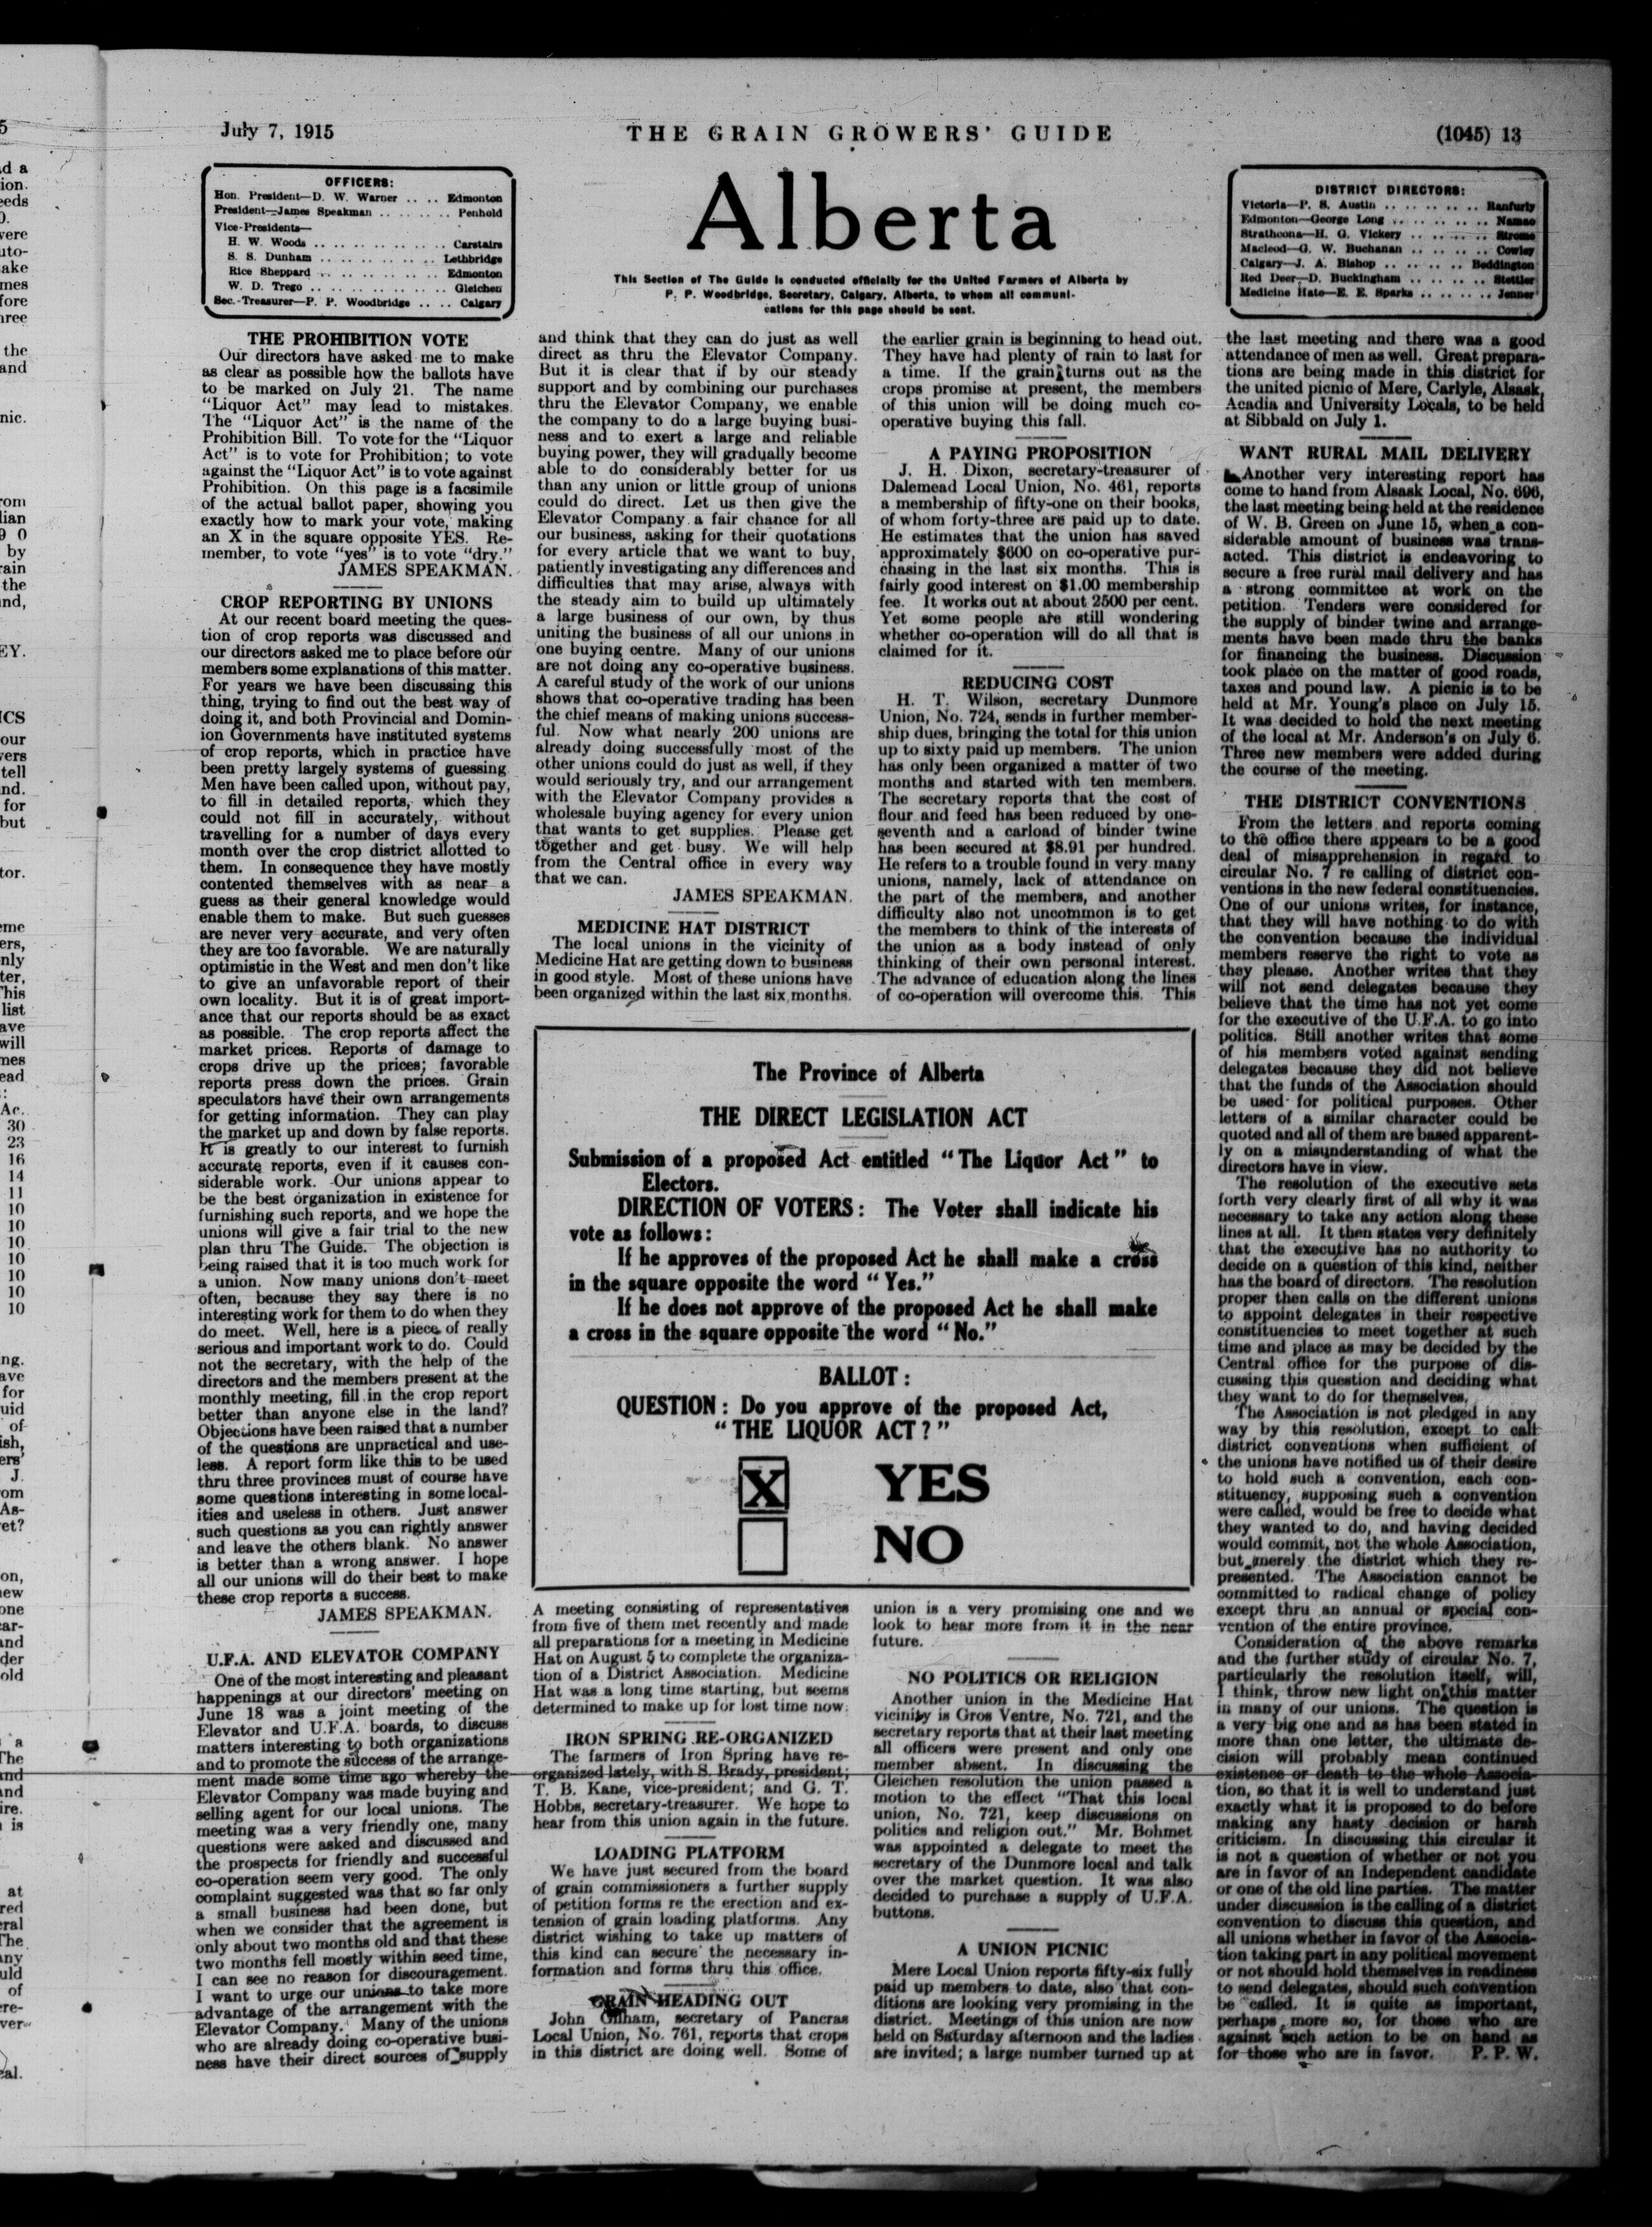 July 7, 1915
THE GRAIN GROWERS' GUIDE
(1045) 13
OFFICERS:
Hon. President—D. W. Warner .. .. Edmonton
President—James Speakman .. .. .. .. Penhold
Vice-Presidents—
H. W. Woods .. .. .. .. .. .. .. Carstairs
S. S. Dunham .. .. .. .. .. .. Lethbridge
Rice Sheppard .. .. .. .. .. .. Edmonton
W. D. Trego .. .. .. .. .. .. .. Gleichen
Sec.-Treasurer—P. P. Woodbridge .. .. Calgary
Alberta
This Section of The Guide is conducted officially for the United Farmers of Alberta by
P. P. Woodbridge, Secretary, Calgary, Alberta, to whom all communi-
cations for this page should be sent.
DISTRICT DIRECTORS:
Victoria—P. S. Austin .. .. .. .. .. Ranfurly
Edmonton—George Long .. .. .. .. .. Namao
Strathcona—H. G. Vickery .. .. .. .. Strome
Macleod—G. W. Buchanan .. .. .. .. Cowley
Calgary—J. A. Bishop .. .. .. .. Beddington
Red Deer—D. Buckingham .. .. .. .. Stettler
Medicine Hate—E. E. Sparks .. .. .. .. Jenner
THE PROHIBITION VOTE
Our directors have asked me to make
as clear as possible how the ballots have
to be marked on July 21. The name
"Liquor Act" may lead to mistakes.
The "Liquor Act" is the name of the
Prohibition Bill. To vote for the "Liquor
Act" is to vote for Prohibition; to vote
against the "Liquor Act" is to vote against
Prohibition. On this page is a facsimile
of the actual ballot paper, showing you
exactly how to mark your vote, making
an X in the square opposite YES. Re-
member, to vote "yes" is to vote "dry."
JAMES SPEAKMAN.
CROP REPORTING BY UNIONS
At our recent board meeting the ques-
tion of crop reports was discussed and
our directors asked me to place before our
members some explanations of this matter.
For years we have been discussing this
thing, trying to find out the best way of
doing it, and both Provincial and Domin-
ion Governments have instituted systems
of crop reports, which in practice have
been pretty largely systems of guessing.
Men have been called upon, without pay,
to fill in detailed reports, which they
could not fill in accurately, without
travelling for a number of days every
month over the crop district allotted to
them. In consequence they have mostly
contented themselves with as near a
guess as their general knowledge would
enable them to make. But such guesses
are never very accurate, and very often
they are too favorable. We are naturally
optimistic in the West and men don't like
to give an unfavorable report of their
own locality. But it is of great import-
ance that our reports should be as exact
as possible. The crop reports affect the
market prices. Reports of damage to
crops drive up the prices; favorable
reports press down the prices. Grain
speculators have their own arrangements
for getting information. They can play
the market up and down by false reports.
It is greatly to our interest to furnish
accurate reports, even if it causes con-
siderable work. Our unions appear to
be the best organization in existence for
furnishing such reports, and we hope the
unions will give a fair trial to the new
plan thru The Guide. The objection is
being raised that it is too much work for
a union. Now many unions don't meet
often, because they say there is no
interesting work for them to do when they
do meet. Well, here is a piece of really
serious and important work to do. Could
not the secretary, with the help of the
directors and the members present at the
monthly meeting, fill in the crop report
better than anyone else in the land?
Objections have been raised that a number
of the questions are unpractical and use-
less. A report form like this to be used
thru three provinces must of course have
some questions interesting in some local-
ities and useless in others. Just answer
such questions as you can rightly answer
and leave the others blank. No answer
is better than a wrong answer. I hope
all our unions will do their best to make
these crop reports a success.
JAMES SPEAKMAN.
U.F.A. AND ELEVATOR COMPANY
One of the most interesting and pleasant
happenings at our directors' meeting on
June 18 was a joint meeting of the
Elevator and U.F.A. boards, to discuss
matters interesting to both organizations
and to promote the success of the arrange-
ment made some time ago whereby the
Elevator Company was made buying and
selling agent for our local unions. The
meeting was a very friendly one, many
questions were asked and discussed and
the prospects for friendly and successful
co-operation seem very good. The only
complaint suggested was that so far only
a small business had been done, but
when we consider that the agreement is
only about two months old and that these
two months fell mostly within seed time,
I can see no reason for discouragement.
I want to urge our unions to take more
advantage of the arrangement with the
Elevator Company. Many of the unions
who are already doing co-operative busi-
ness have their direct sources of supply
and think that they can do just as well
direct as thru the Elevator Company.
But it is clear that if by our steady
support and by combining our purchases
thru the Elevator Company, we enable
the company to do a large buying busi-
ness and to exert a large and reliable
buying power, they will gradually become
able to do considerably better for us
than any union or little group of unions
could do direct. Let us then give the
Elevator Company a fair chance for all
our business, asking for their quotations
for every article that we want to buy,
patiently investigating any differences and
difficulties that may arise, always with
the steady aim to build up ultimately
a large business of our own, by thus
uniting the business of all our unions in
one buying centre. Many of our unions
are not doing any co-operative business.
A careful study of the work of our unions
shows that co-operative trading has been
the chief means of making unions success-
ful. Now what nearly 200 unions are
already doing successfully most of the
other unions could do just as well, if they
would seriously try, and our arrangement
with the Elevator Company provides a
wholesale buying agency for every union
that wants to get supplies. Please get
together and get busy. We will help
from the Central office in every way
that we can.
JAMES SPEAKMAN.
MEDICINE HAT DISTRICT
The local unions in the vicinity of
Medicine Hat are getting down to business
in good style. Most of these unions have
been organized within the last six months.
the earlier grain is beginning to head out.
They have had plenty of rain to last for
a time. If the grain turns out as the
crops promise at present, the members
of this union will be doing much co-
operative buying this fall.
A PAYING PROPOSITION
J. H. Dixon, secretary-treasurer of
Dalemead Local Union, No. 461, reports
a membership of fifty-one on their books,
of whom forty-three are paid up to date.
He estimates that the union has saved
approximately $600 on co-operative pur-
chasing in the last six months. This is
fairly good interest on $1.00 membership
fee. It works out at about 2500 per cent.
Yet some people are still wondering
whether co-operation will do all that is
claimed for it.
REDUCING COST
H. T. Wilson, secretary Dunmore
Union, No. 724, sends in further member-
ship dues, bringing the total for this union
up to sixty paid up members. The union
has only been organized a matter of two
months and started with ten members.
The secretary reports that the cost of
flour and feed has been reduced by one-
seventh and a carload of binder twine
has been secured at $8.91 per hundred.
He refers to a trouble found in very many
unions, namely, lack of attendance on
the part of the members, and another
difficulty also not uncommon is to get
the members to think of the interests of
the union as a body instead of only
thinking of their own personal interest.
The advance of education along the lines
of co-operation will overcome this. This
The Province of Alberta
THE DIRECT LEGISLATION ACT
Submission of a proposed Act entitled "The Liquor Act" to
Electors.
DIRECTION OF VOTERS: The Voter shall indicate his
vote as follows:
If he approves of the proposed Act he shall make a cross
in the square opposite the word "Yes."
If he does not approve of the proposed Act he shall make
a cross in the square opposite the word "No."
BALLOT:
QUESTION: Do you approve of the proposed Act,
"THE LIQUOR ACT?"
X YES
NO
A meeting consisting of representatives
from five of them met recently and made
all preparations for a meeting in Medicine
Hat on August 5 to complete the organiza-
tion of a District Association. Medicine
Hat was a long time starting, but seems
determined to make up for lost time now.
IRON SPRING RE-ORGANIZED
The farmers of Iron Spring have re-
organized lately, with S. Brady, president;
T. B. Kane, vice-president; and G. T.
Hobbs, secretary-treasurer. We hope to
hear from this union again in the future.
LOADING PLATFORM
We have just secured from the board
of grain commissioners a further supply
of petition forms re the erection and ex-
tension of grain loading platforms. Any
district wishing to take up matters of
this kind can secure the necessary in-
formation and forms thru this office.
GRAIN HEADING OUT
John secretary of Pancras
Local Union, No. 761, reports that crops
in this district are doing well. Some of
union is a very promising one and we
look to hear more from it in the near
future.
NO POLITICS OR RELIGION
Another union in the Medicine Hat
vicinity is Gros Ventre, No. 721, and the
secretary reports that at their last meeting
all officers were present and only one
member absent. In discussing the
Gleichen resolution the union passed a
motion to the effect "That this local
union, No. 721, keep discussions on
politics and religion out." Mr. Bohmet
was appointed a delegate to meet the
secretary of the Dunmore local and talk
over the market question. It was also
decided to purchase a supply of U.F.A.
buttons.
A UNION PICNIC
Mere Local Union reports fifty-six fully
paid up members to date, also that con-
ditions are looking very promising in the
district. Meetings of this union are now
held on Saturday afternoon and the ladies
are invited; a large number turned up at
the last meeting and there was a good
attendance of men as well. Great prepara-
tions are being made in this district for
the united picnic of Mere, Carlyle, Alsask,
Acadia and University Locals, to be held
at Sibbald on July 1.
WANT RURAL MAIL DELIVERY
Another very interesting report has
come to hand from Alsask Local, No. 696,
the last meeting being held at the residence
of W. B. Green on June 15, when a con-
siderable amount of business was trans-
acted. This district is endeavoring to
secure a free rural mail delivery and has
a strong committee at work on the
petition. Tenders were considered for
the supply of binder twine and arrange-
ments have been made thru the banks
for financing the business. Discussion
took place on the matter of good roads,
taxes and pound law. A picnic is to be
held at Mr. Young's place on July 15.
It was decided to hold the next meeting
of the local at Mr. Anderson's on July 6.
Three new members were added during
the course of the meeting.
THE DISTRICT CONVENTIONS
From the letters and reports coming
to the office there appears to be a good
deal of misapprehension in regard to
circular No. 7 re calling of district con-
ventions in the new federal constituencies.
One of our unions writes, for instance,
that they will have nothing to do with
the convention because the individual
members reserve the right to vote as
they please. Another writes that they
will not send delegates because they
believe that the time has not yet come
for the executive of the U.F.A. to go into
politics. Still another writes that some
of his members voted against sending
delegates because they did not believe
that the funds of the Association should
be used for political purposes. Other
letters of a similar character could be
quoted and all of them are based apparent-
ly on a misunderstanding of what the
directors have in view.
The resolution of the executive sets
forth very clearly first of all why it was
necessary to take any action along these
lines at all. It then states very definitely
that the executive has no authority to
decide on a question of this kind, neither
has the board of directors. The resolution
proper then calls on the different unions
to appoint delegates in their respective
constituencies to meet together at such
time and place as may be decided by the
Central office for the purpose of dis-
cussing this question and deciding what
they want to do for themselves.
The Association is not pledged in any
way by this resolution, except to call
district conventions when sufficient of
the unions have notified us of their desire
to hold such a convention, each con-
stituency, supposing such a convention
were called, would be free to decide what
they wanted to do, and having decided
would commit, not the whole Association,
but merely the district which they re-
presented. The Association cannot be
committed to radical change of policy
except thru an annual or special con-
vention of the entire province.
Consideration of the above remarks
and the further study of circular No. 7,
particularly the resolution itself, will,
I think, throw new light on this matter
in many of our unions. The question is
a very big one and as has been stated in
more than one letter, the ultimate de-
cision will probably mean continued
existence or death to the whole Associa-
tion, so that it is well to understand just
exactly what it is proposed to do before
making any hasty decision or harsh
criticism. In discussing this circular it
is not a question of whether or not you
are in favor of an Independent candidate
or one of the old line parties. The matter
under discussion is the calling of a district
convention to discuss this question, and
all unions whether in favor of the Associa-
tion taking part in any political movement
or not should hold themselves in readiness
to send delegates, should such convention
be called. It is quite as important,
perhaps more so, for those who are
against such action to be on hand as
for those who are in favor. P. P. W.